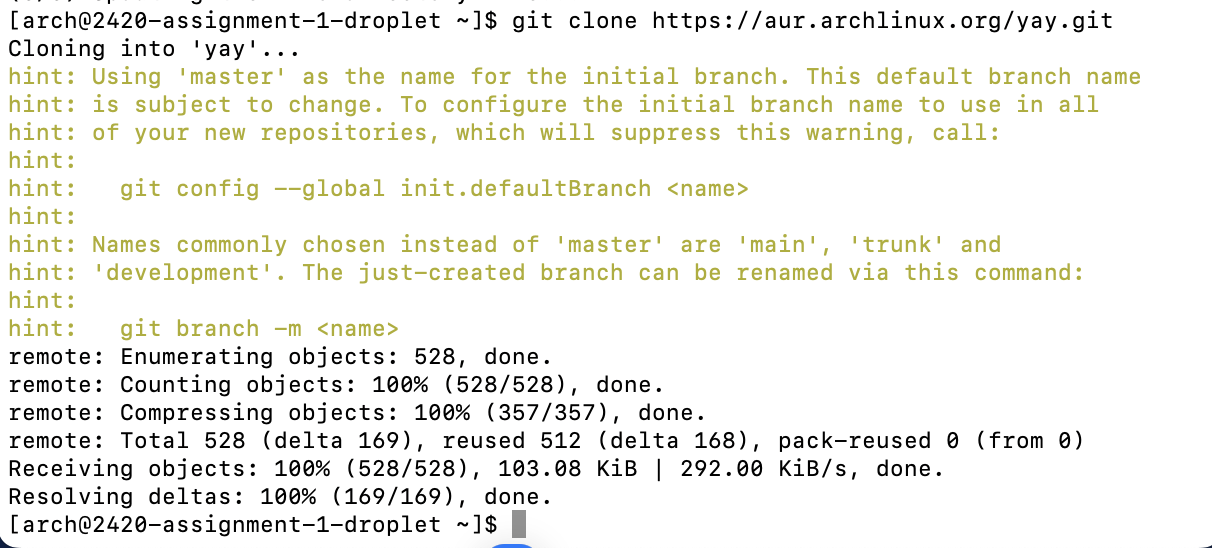 [arch@2420-assignment-1-droplet ~]$ git clone https://aur.archlinux.org/yay.git
Cloning into 'yay'...
hint: Using 'master' as the name for the initial branch. This default branch name
hint: is subject to change. To configure the initial branch name to use in all
hint: of your new repositories, which will suppress this warning, call:
hint:
hint:   git config --global init.defaultBranch <name>
hint:
hint: Names commonly chosen instead of 'master' are 'main', 'trunk' and
hint: 'development'. The just-created branch can be renamed via this command:
hint:
hint:   git branch -m <name>
remote: Enumerating objects: 528, done.
remote: Counting objects: 100% (528/528), done.
remote: Compressing objects: 100% (357/357), done.
remote: Total 528 (delta 169), reused 512 (delta 168), pack-reused 0 (from 0)
Receiving objects: 100% (528/528), 103.08 KiB | 292.00 KiB/s, done.
Resolving deltas: 100% (169/169), done.
[arch@2420-assignment-1-droplet ~]$